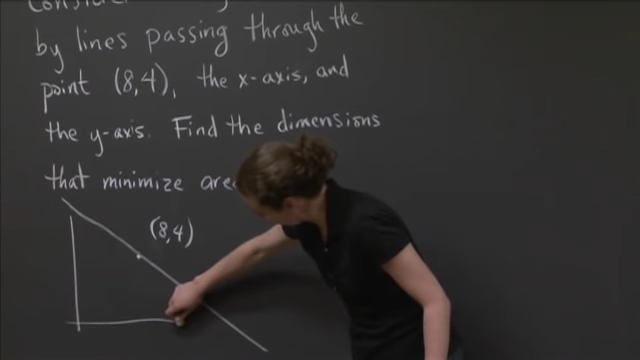 by lines passing through the
point (8,4), the x-axis, and
the y-axis. Find the dimensions
that minimize
(8,4)